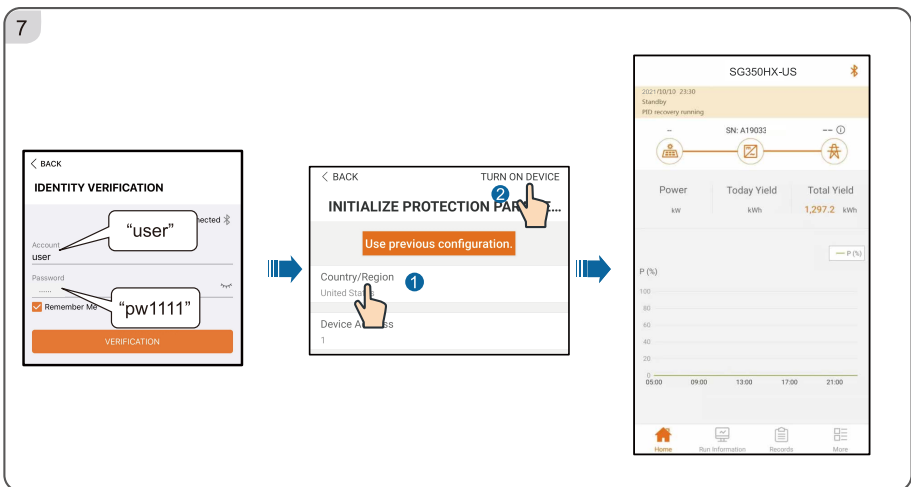 7
< BACK
IDENTITY VERIFICATION
nected
"user"
Account
user
Password
......
"pw1111"
Remember Me
VERIFICATION
< BACK
TURN ON DEVICE
2
INITIALIZE PROTECTION PAR E...
Use previous configuration.
Country/Region
1
United States
Device A ss
1
SG350HX-US
2021/10/10 23:30
Standby
PID recovery running
-- SN: A19033 --
Power Today Yield Total Yield
kW kWh 1,297.2 kWh
P (%)
P (%)
100
80
60
40
20
0
05:00 09:00 13:00 17:00 21:00
Home Run Information Records More